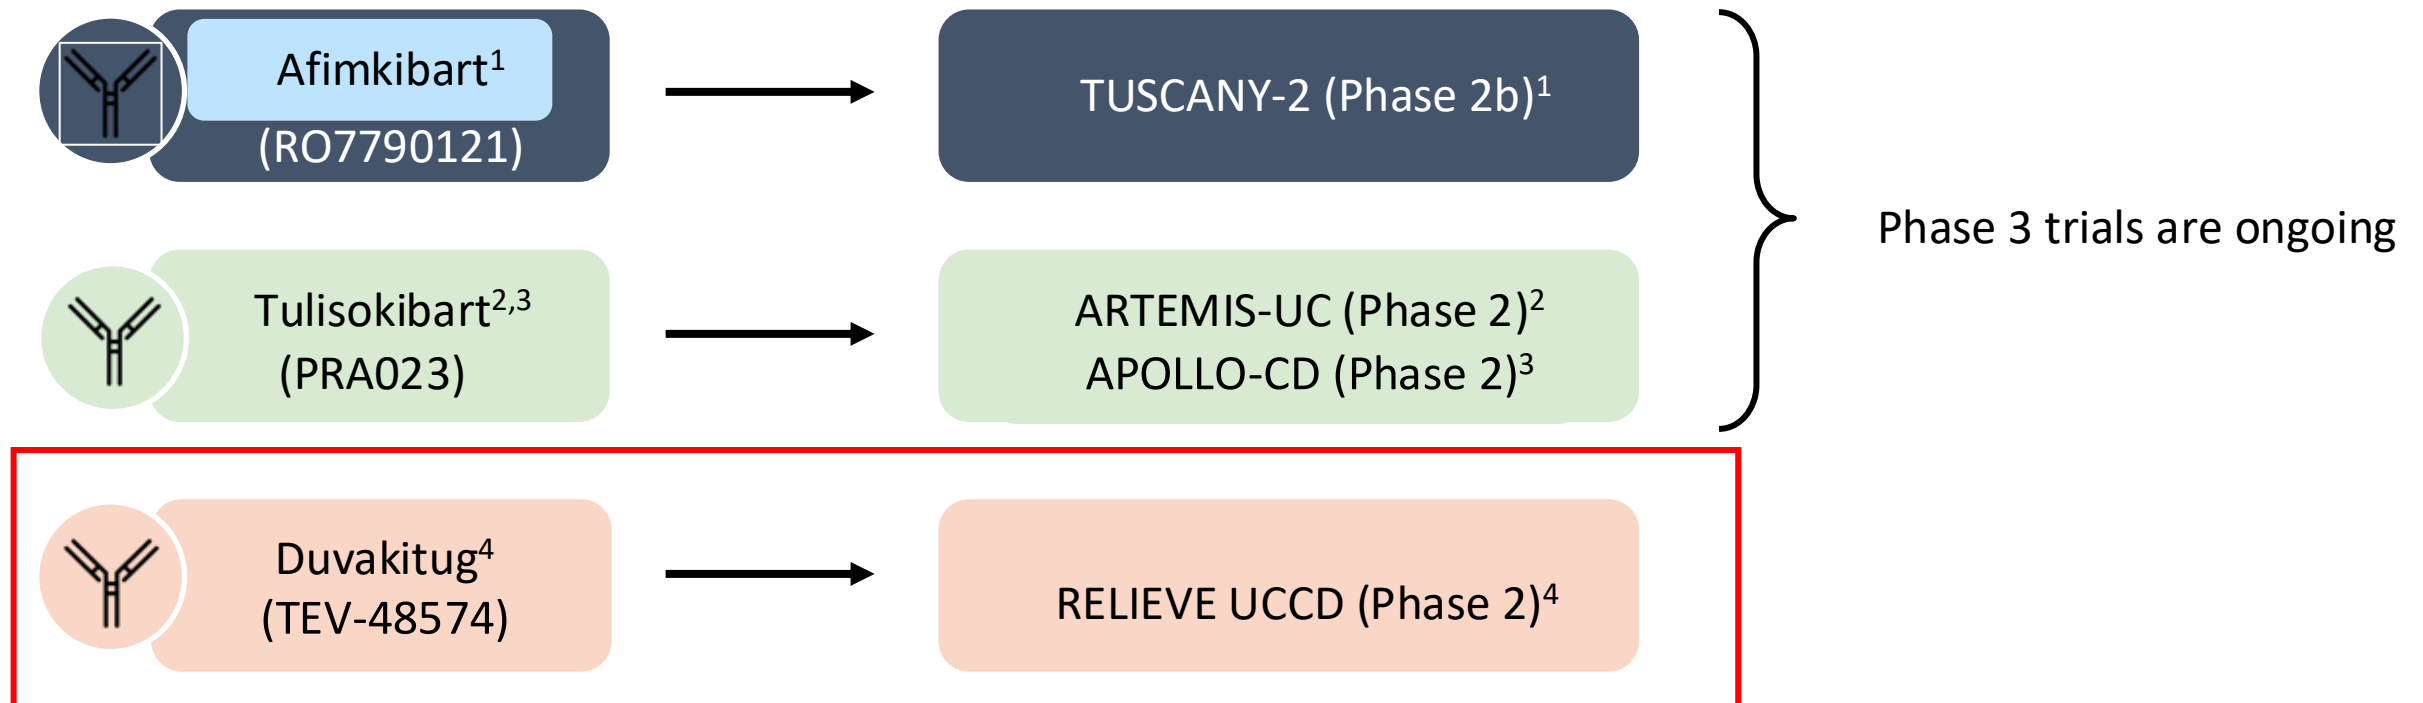 Afimkibart¹
(RO7790121)
TUSCANY-2 (Phase 2b)¹
Phase 3 trials are ongoing
Tulisokibart²,³
(PRA023)
ARTEMIS-UC (Phase 2)²
APOLLO-CD (Phase 2)³
Duvakitug⁴
(TEV-48574)
RELIEVE UCCD (Phase 2)⁴